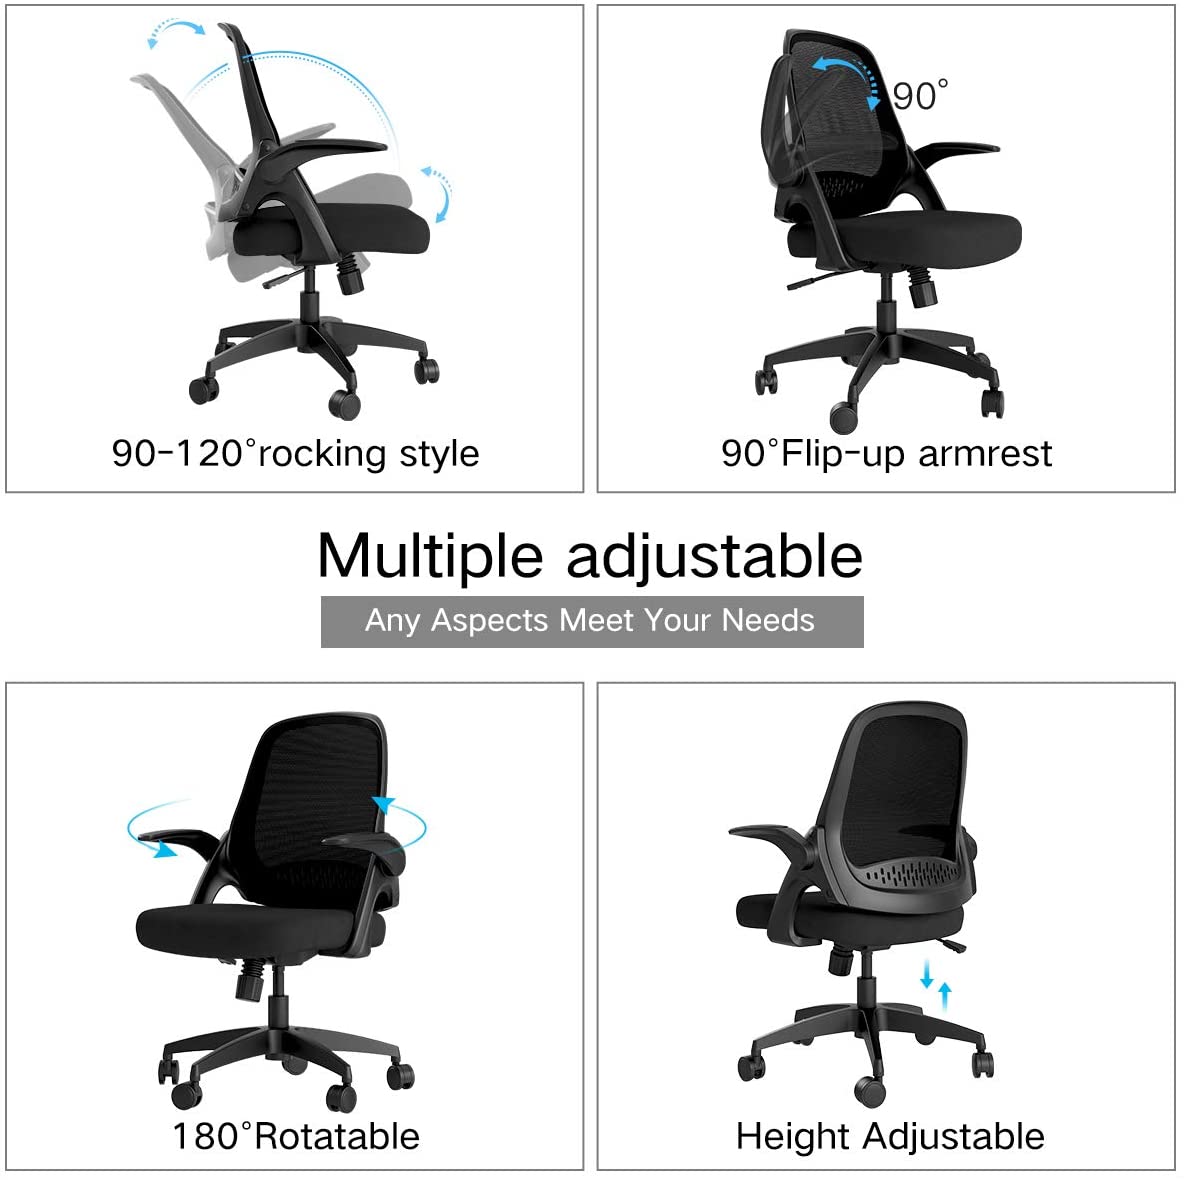 90°
90-120°rocking style
90°Flip-up armrest
Multiple adjustable
Any Aspects Meet Your Needs
180°Rotatable
Height Adjustable